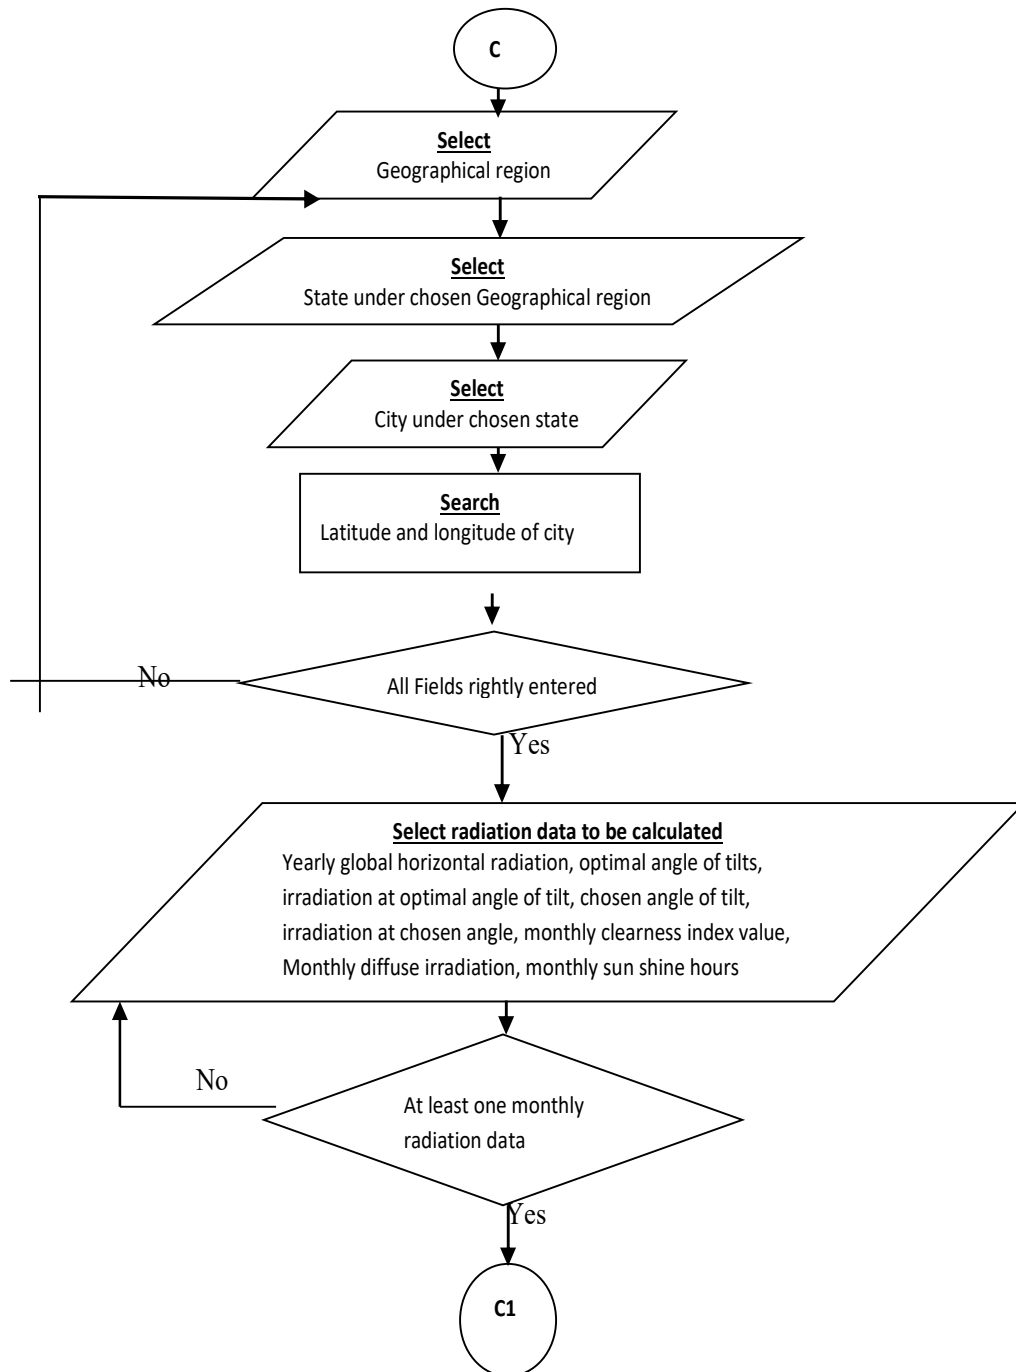 C
Select
Geographical region
Select
State under chosen Geographical region
Select
City under chosen state
Search
Latitude and longitude of city
All Fields rightly entered
No
Yes
Select radiation data to be calculated
Yearly global horizontal radiation, optimal angle of tilts,
irradiation at optimal angle of tilt, chosen angle of tilt,
irradiation at chosen angle, monthly clearness index value,
Monthly diffuse irradiation, monthly sun shine hours
No
At least one monthly
radiation data
Yes
C1